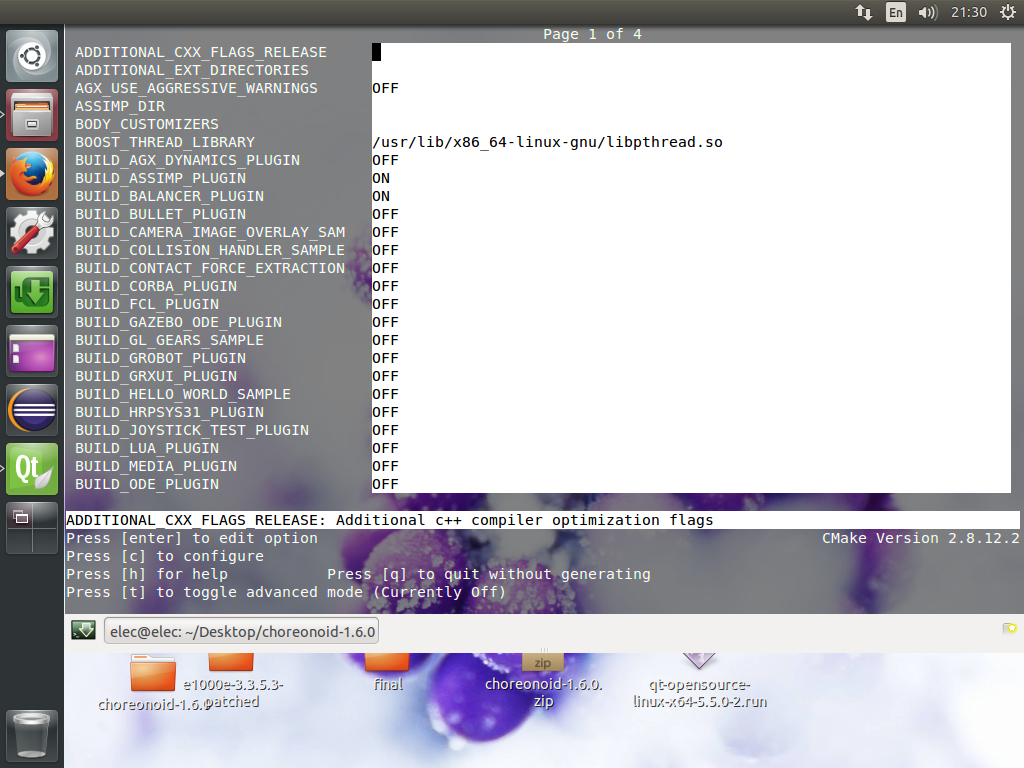 En 21:30
Page 1 of 4
ADDITIONAL_CXX_FLAGS_RELEASE
ADDITIONAL_EXT_DIRECTORIES
AGX_USE_AGGRESSIVE_WARNINGS OFF
ASSIMP_DIR
BODY_CUSTOMIZERS
BOOST_THREAD_LIBRARY /usr/lib/x86_64-linux-gnu/libpthread.so
BUILD_AGX_DYNAMICS_PLUGIN OFF
BUILD_ASSIMP_PLUGIN ON
BUILD_BALANCER_PLUGIN ON
BUILD_BULLET_PLUGIN OFF
BUILD_CAMERA_IMAGE_OVERLAY_SAM OFF
BUILD_COLLISION_HANDLER_SAMPLE OFF
BUILD_CONTACT_FORCE_EXTRACTION OFF
BUILD_CORBA_PLUGIN OFF
BUILD_FCL_PLUGIN OFF
BUILD_GAZEBO_ODE_PLUGIN OFF
BUILD_GL_GEARS_SAMPLE OFF
BUILD_GROBOT_PLUGIN OFF
BUILD_GRXUI_PLUGIN OFF
BUILD_HELLO_WORLD_SAMPLE OFF
BUILD_HRPSYS31_PLUGIN OFF
BUILD_JOYSTICK_TEST_PLUGIN OFF
BUILD_LUA_PLUGIN OFF
BUILD_MEDIA_PLUGIN OFF
BUILD_ODE_PLUGIN OFF
ADDITIONAL_CXX_FLAGS_RELEASE: Additional c++ compiler optimization flags
Press [enter] to edit option CMake Version 2.8.12.2
Press [c] to configure
Press [h] for help Press [q] to quit without generating
Press [t] to toggle advanced mode (Currently Off)
elec@elec: ~/Desktop/choreonoid-1.6.0
Qt
zip
choreonoid-1.6.0
e1000e-3.3.5.3-
patched
final
choreonoid-1.6.0.
zip
qt-opensource-
linux-x64-5.5.0-2.run